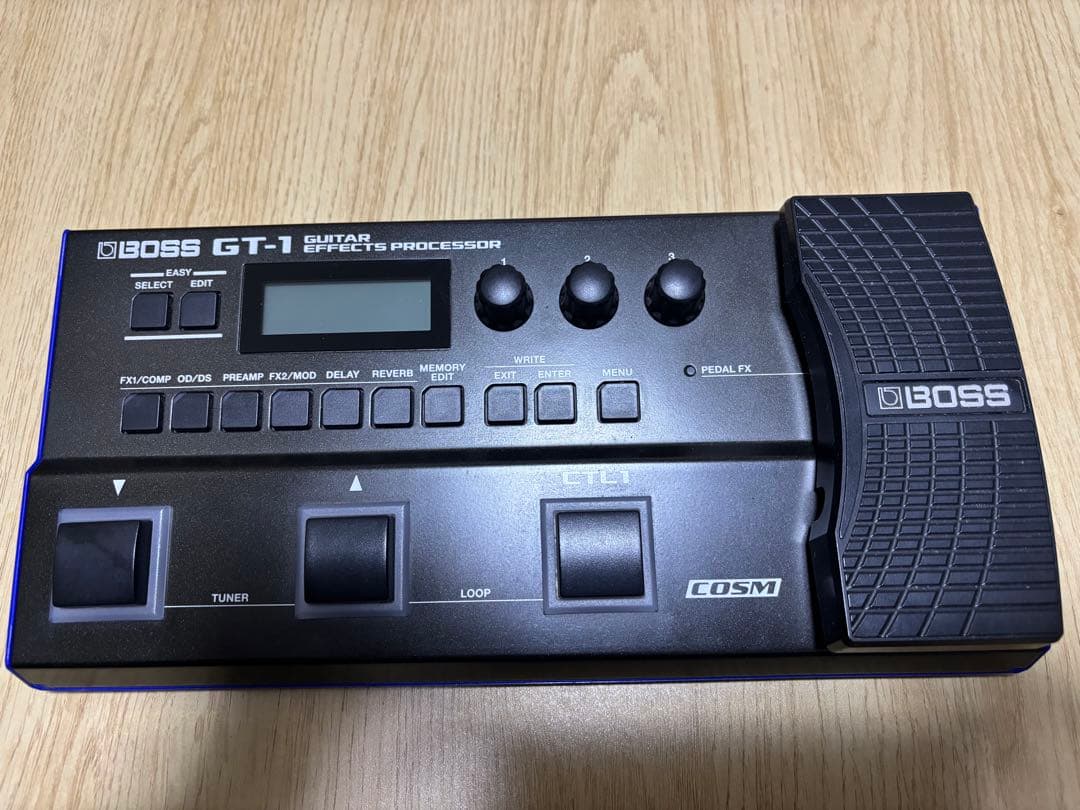 BOSS GT-1 GUITAR EFFECTS PROCESSOR
EASY
SELECT EDIT
1 2 3
FX1/COMP OD/DS PREAMP FX2/MOD DELAY REVERB MEMORY EDIT
WRITE
EXIT ENTER MENU
PEDAL FX
BOSS
▼ ▲ CTL1
TUNER LOOP
COSM